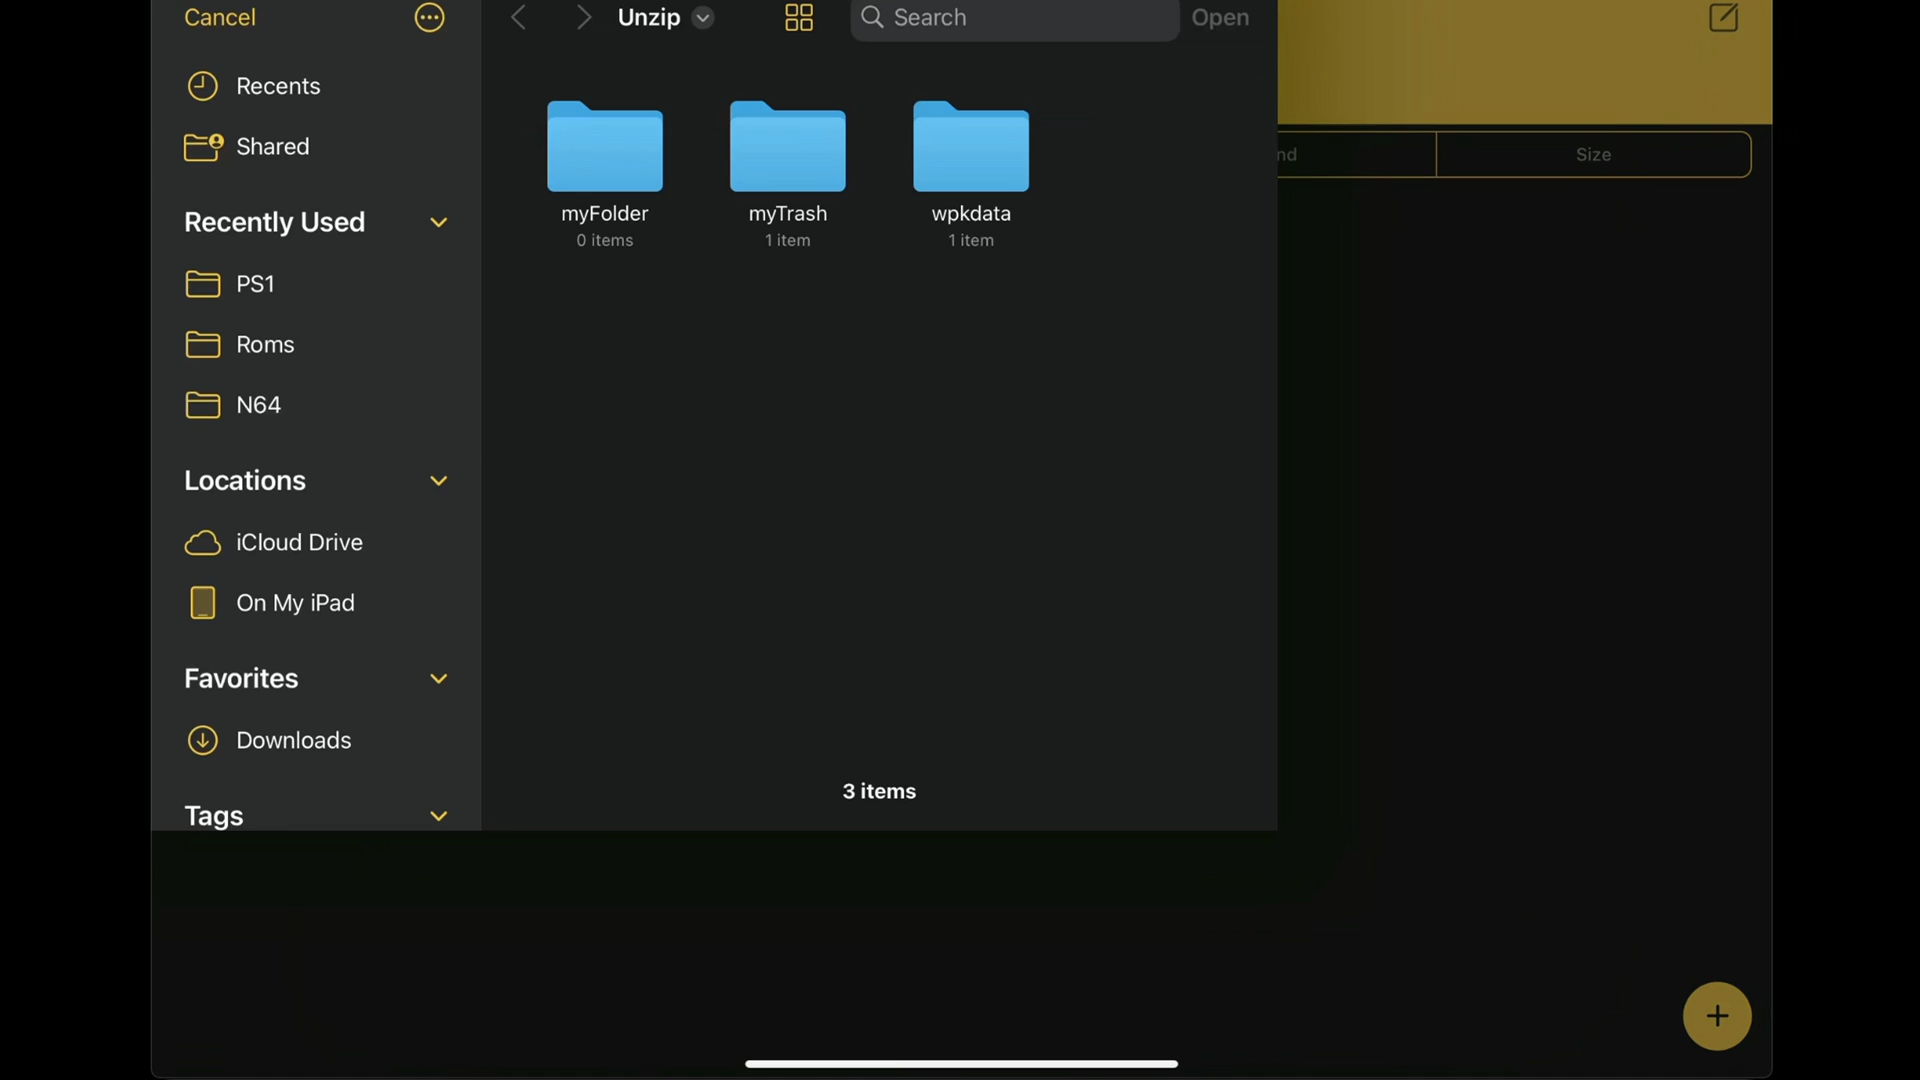 Cancel
Unzip
Search
Open
Recents
Shared
Recently Used
PS1
Roms
N64
Locations
iCloud Drive
On My iPad
Favorites
Downloads
Tags
myFolder
0 items
myTrash
1 item
wpkdata
1 item
3 items
nd
Size